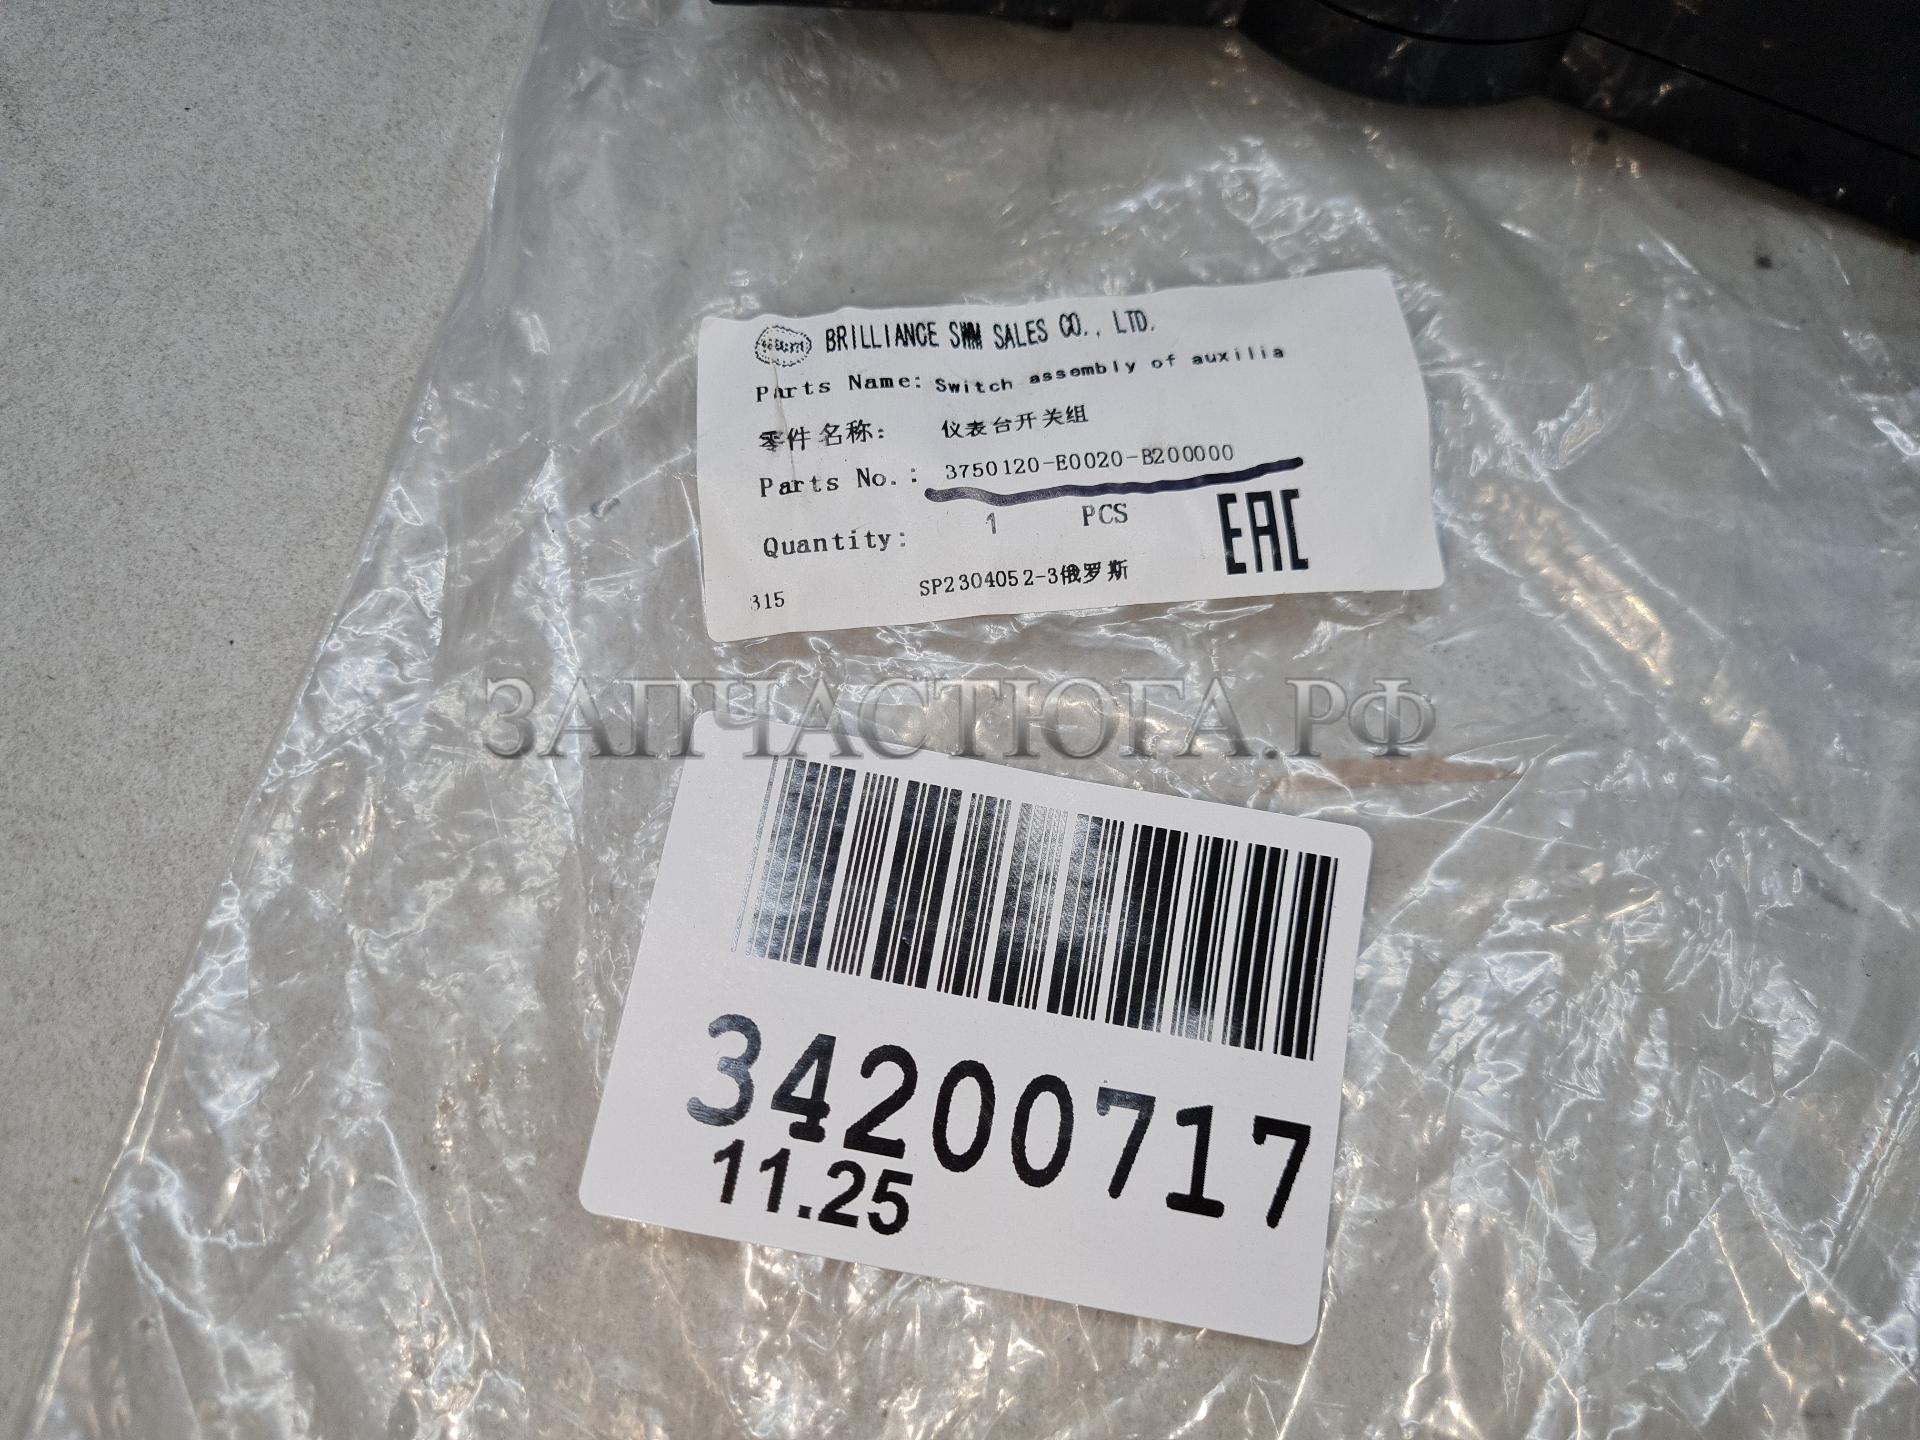 BRILLIANCE SWM SALES CO., LTD.
Parts Name: Switch assembly of auxilia
零件名称: 仪表台开关组
Parts No.: 3750120-E0020-B200000
Quantity: 1 PCS
EAC
315 SP2304052-3俄罗斯
ЗАПЧАСТЮГА.РФ
34200717
11.25